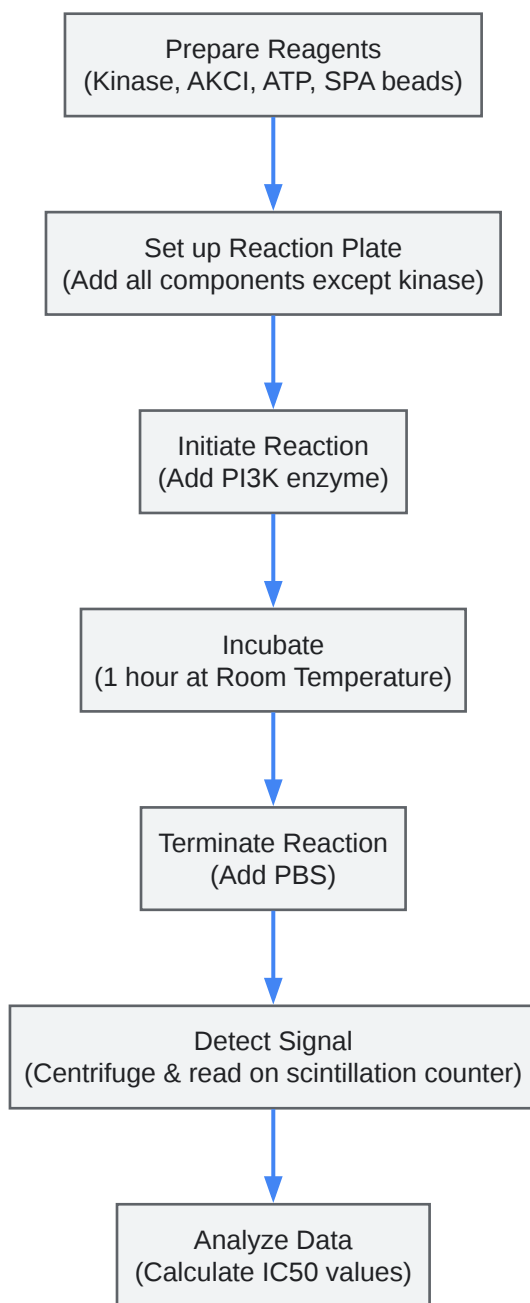 Prepare Reagents
(Kinase, AKCI, ATP, SPA beads)
Set up Reaction Plate
(Add all components except kinase)
Initiate Reaction
(Add PI3K enzyme)
Incubate
(1 hour at Room Temperature)
Terminate Reaction
(Add PBS)
Detect Signal
(Centrifuge & read on scintillation counter)
Analyze Data
(Calculate IC50 values)